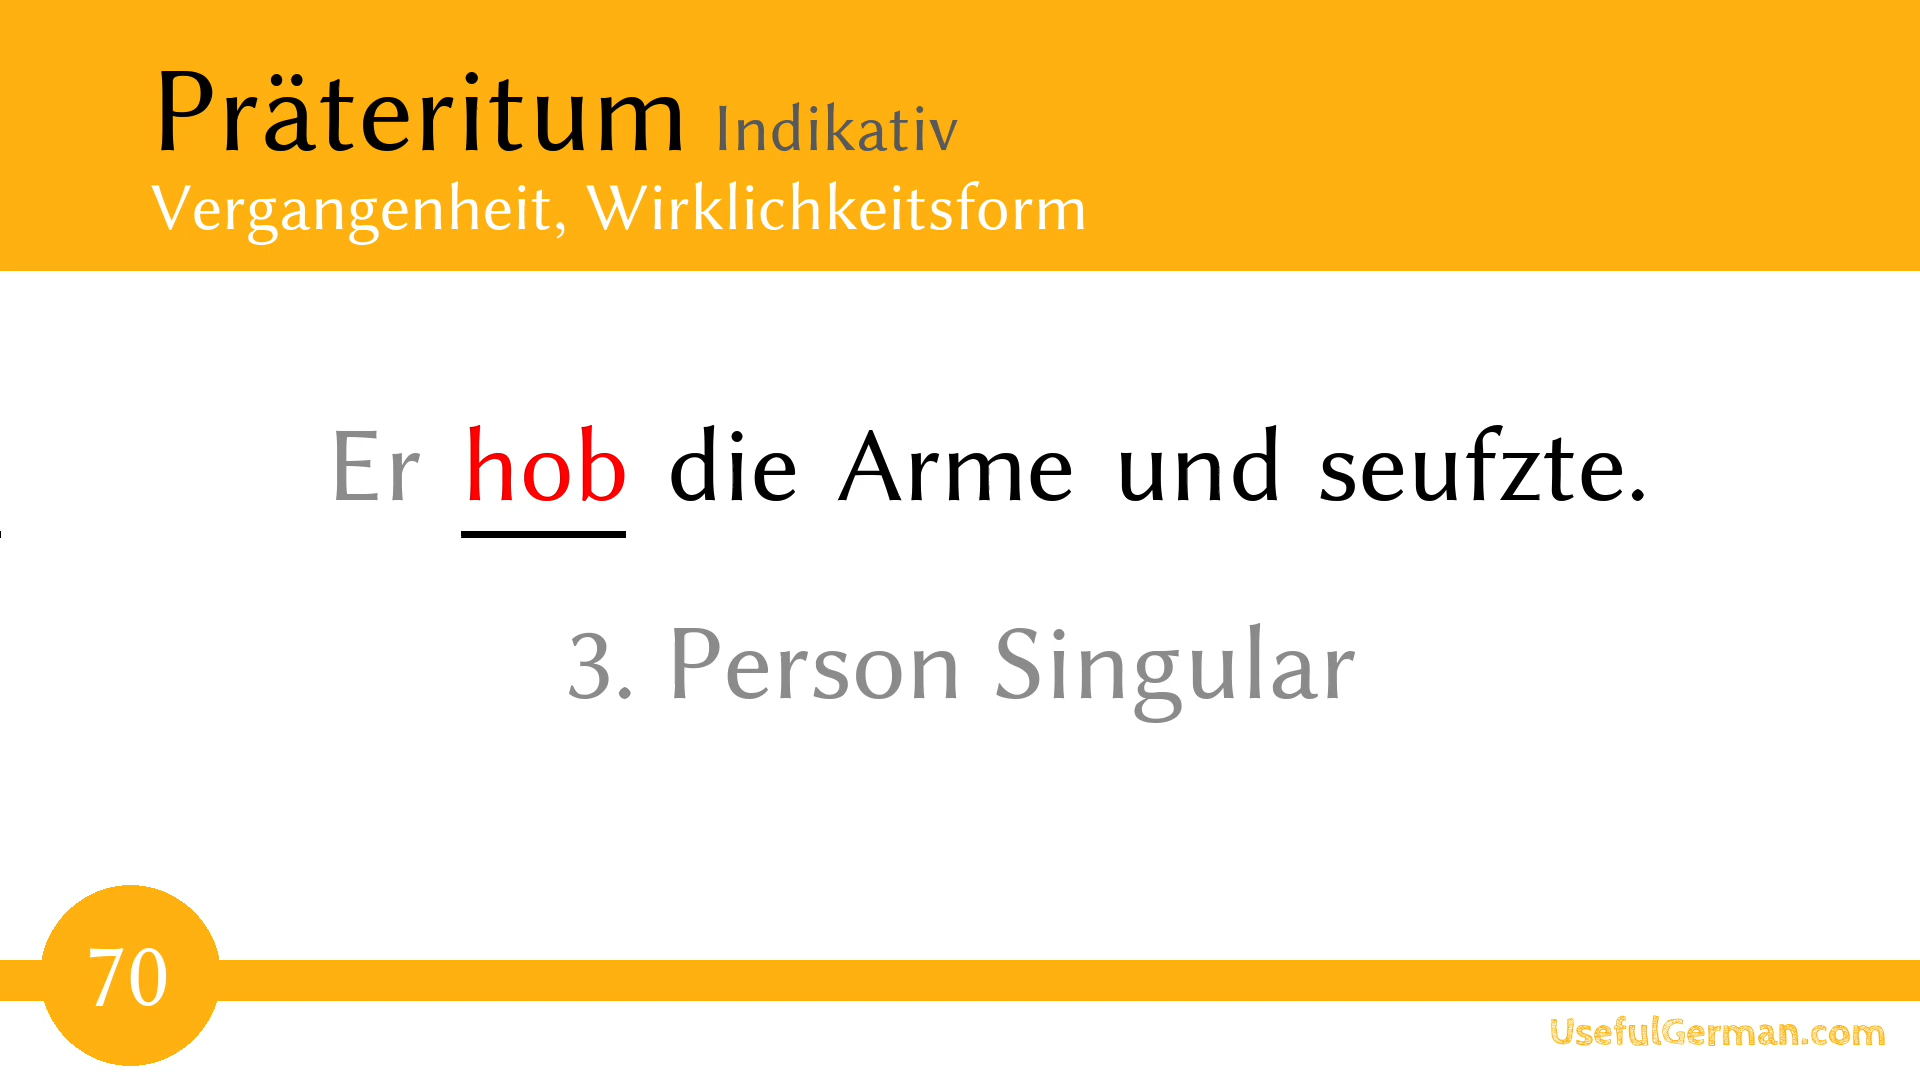 Präteritum Indikativ
Vergangenheit, Wirklichkeitsform
Er hob die Arme und seufzte.
3. Person Singular
70
UsefulGerman.com